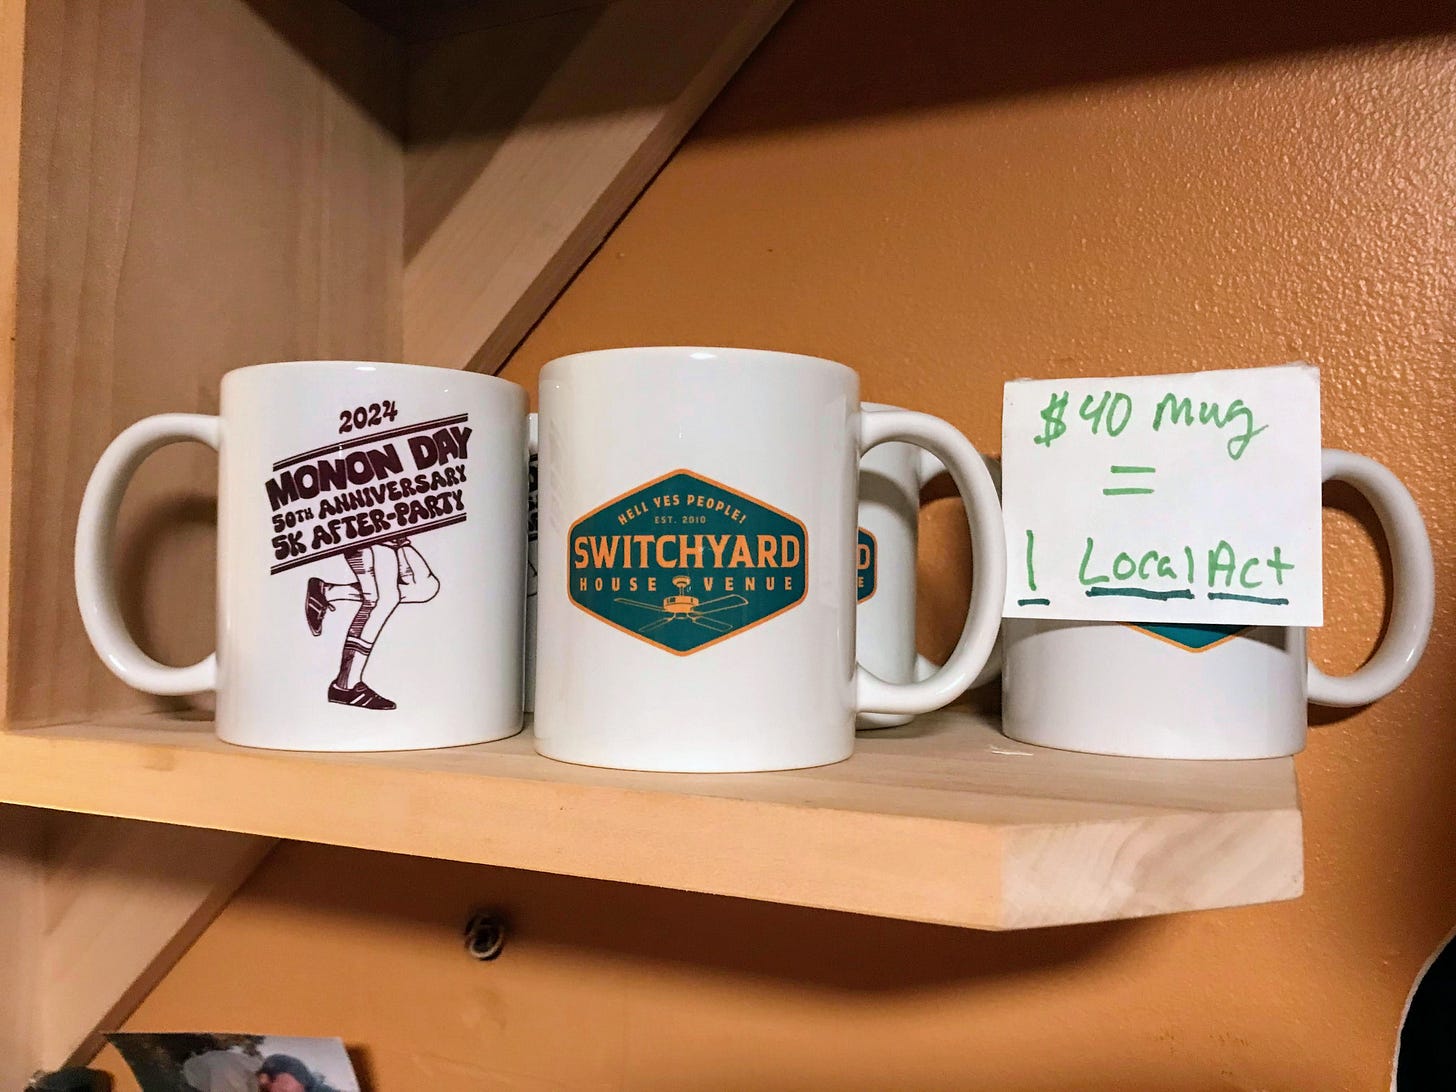 2024
MONON DAY
50TH ANNIVERSARY
5K AFTER-PARTY
HELL YES PEOPLE!
EST. 2010
SWITCHYARD
HOUSE VENUE
D
E
$40 Mug
=
1 Local Act